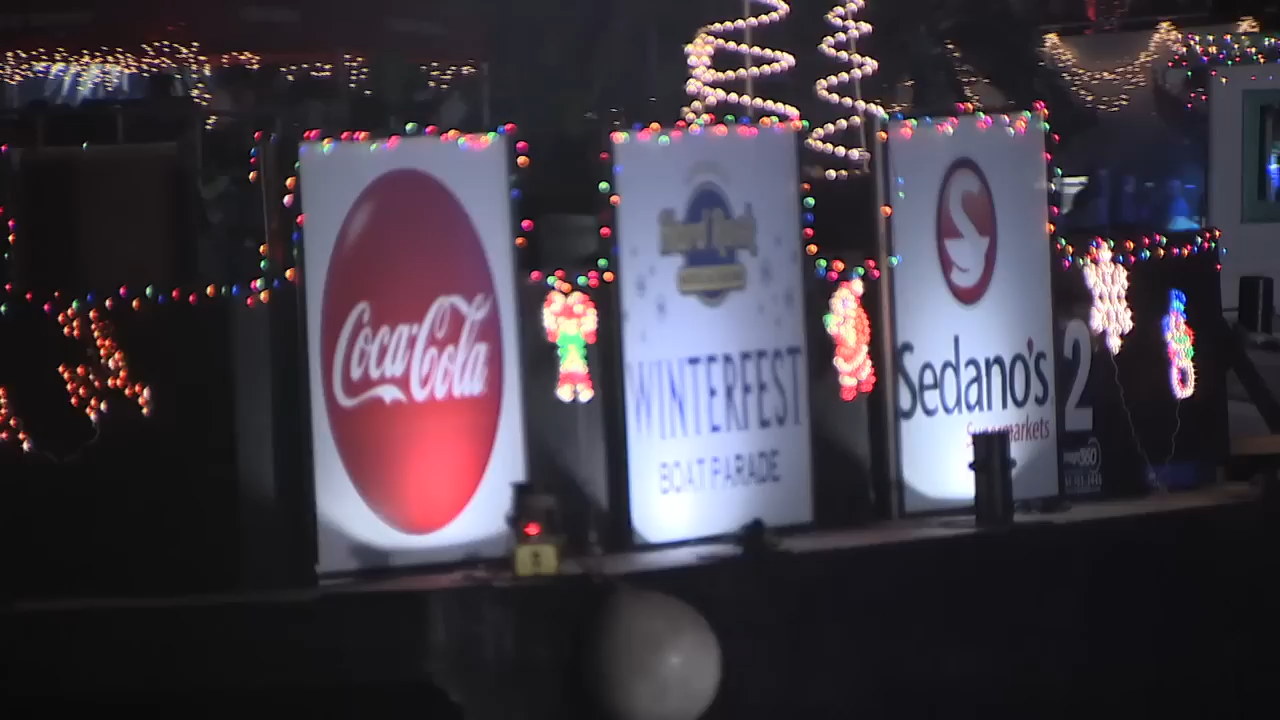 Coca-Cola
WINTERFEST
BOAT PARADE
Sedano's
Supermarkets
2